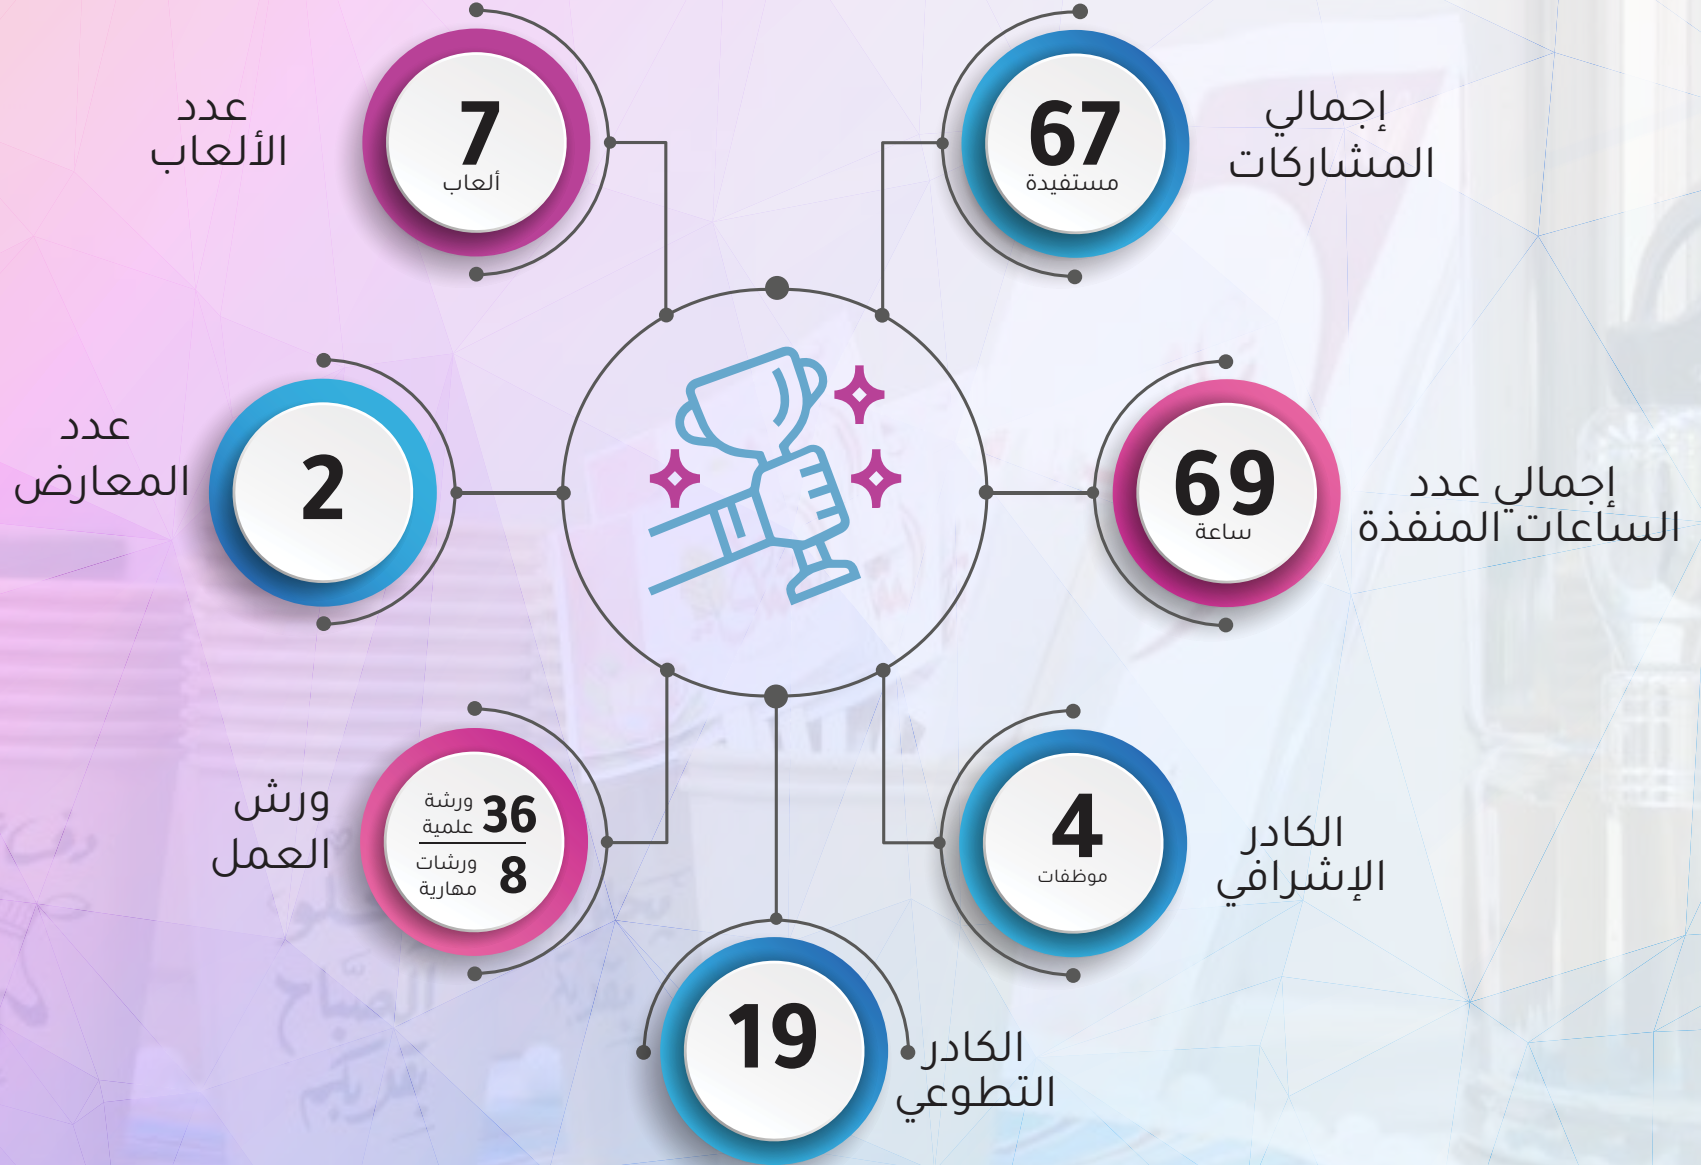 إجمالي
المشاركات
67
مستفيدة
عدد
الألعاب
7
ألعاب
إجمالي عدد
الساعات المنفذة
69
ساعة
عدد
المعارض
2
الكادر
الإشرافي
4
موظفات
ورش
العمل
36 ورشة
علمية
8 ورشات
مهارية
الكادر
التطوعي
19
الصباح